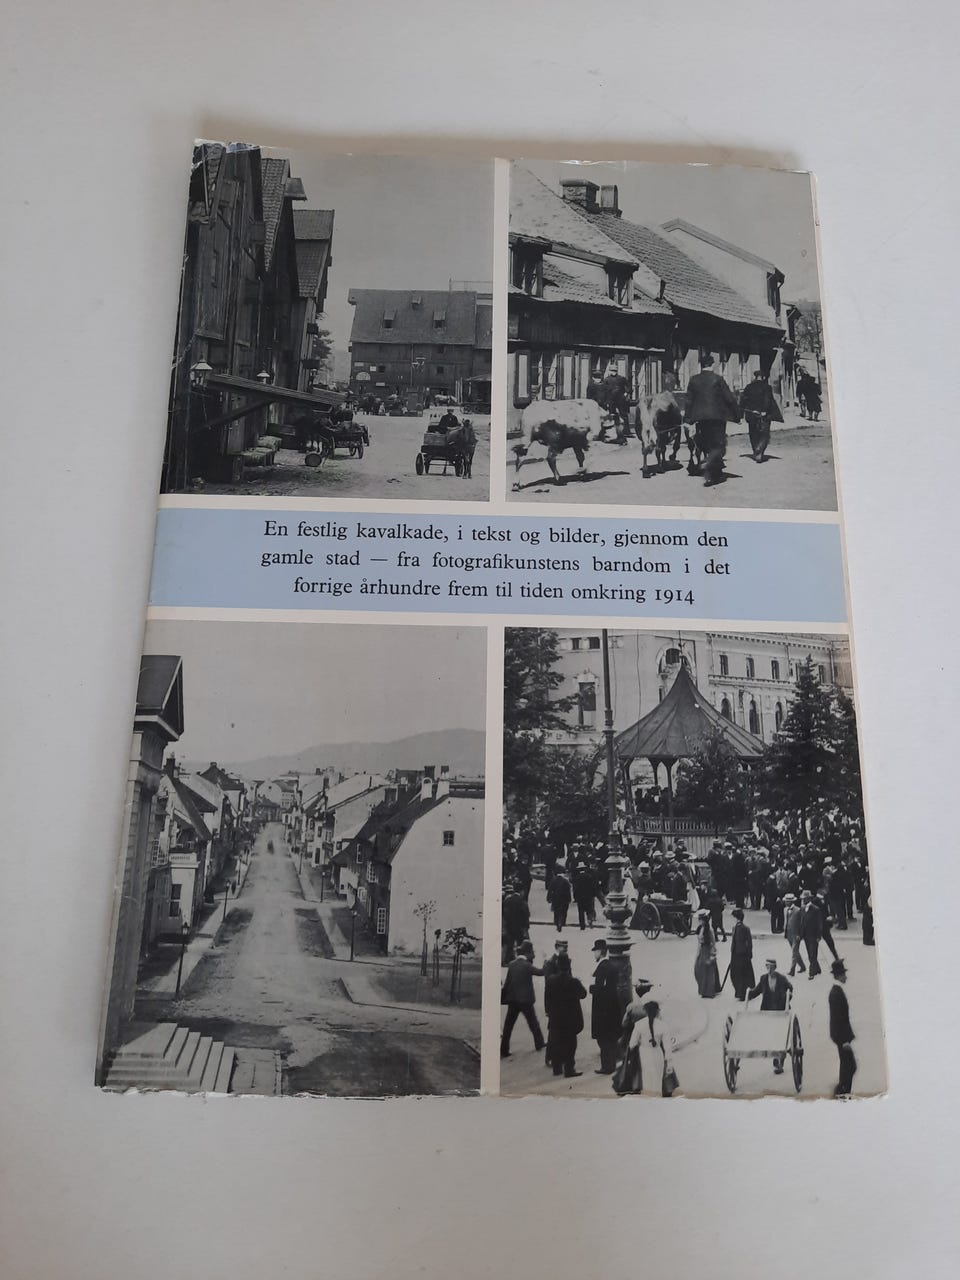 En festlig kavalkade, i tekst og bilder, gjennom den
gamle stad — fra fotografikunstens barndom i det
forrige århundre frem til tiden omkring 1914